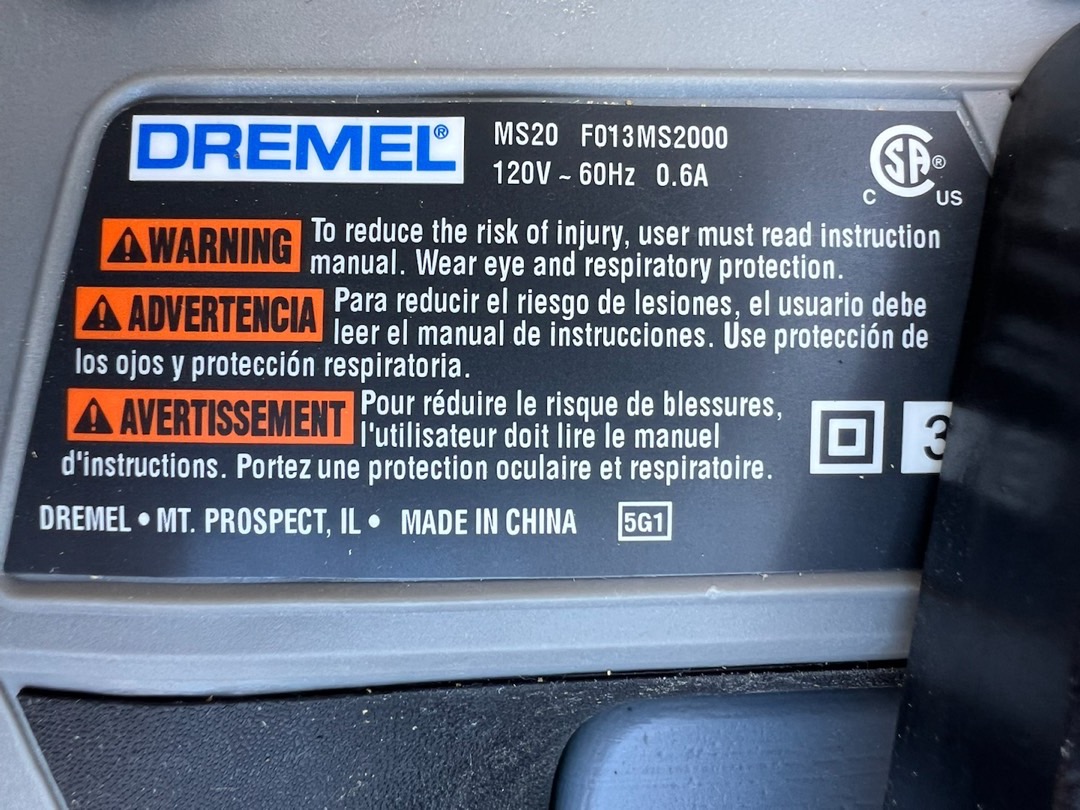 DREMEL® MS20 F013MS2000
120V ~ 60Hz 0.6A
C SA® US
WARNING To reduce the risk of injury, user must read instruction
manual. Wear eye and respiratory protection.
ADVERTENCIA Para reducir el riesgo de lesiones, el usuario debe
leer el manual de instrucciones. Use protección de
los ojos y protección respiratoria.
AVERTISSEMENT Pour réduire le risque de blessures,
l'utilisateur doit lire le manuel
d'instructions. Portez une protection oculaire et respiratoire.
3
DREMEL • MT. PROSPECT, IL • MADE IN CHINA 5G1